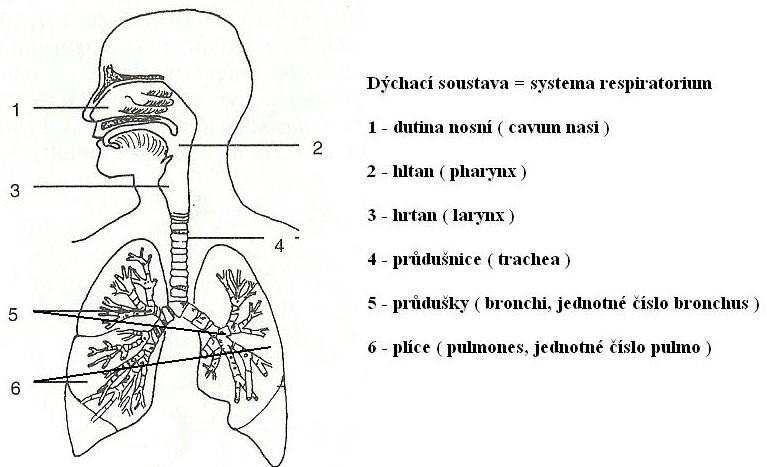 Dýchací soustava = systema respiratorium
1 - dutina nosní ( cavum nasi )
2 - hltan ( pharynx )
3 - hrtan ( larynx )
4 - průdušnice ( trachea )
5 - průdušky ( bronchi, jednotné číslo bronchus )
6 - plíce ( pulmones, jednotné číslo pulmo )
1
2
3
4
5
6